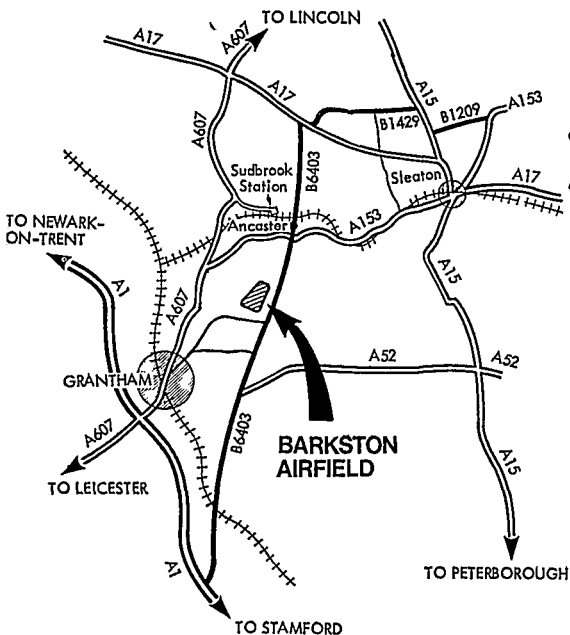 TO LINCOLN
A607
A17
A17
A15
A607
B6403
B1429
B1209
A153
Sudbrook
Station
Sleaton
A17
Ancaster
A153
TO NEWARK-
ON-TRENT
A1
A607
A15
GRANTHAM
A52
A52
A607
B6403
BARKSTON
AIRFIELD
A15
TO LEICESTER
A1
TO PETERBOROUGH
TO STAMFORD